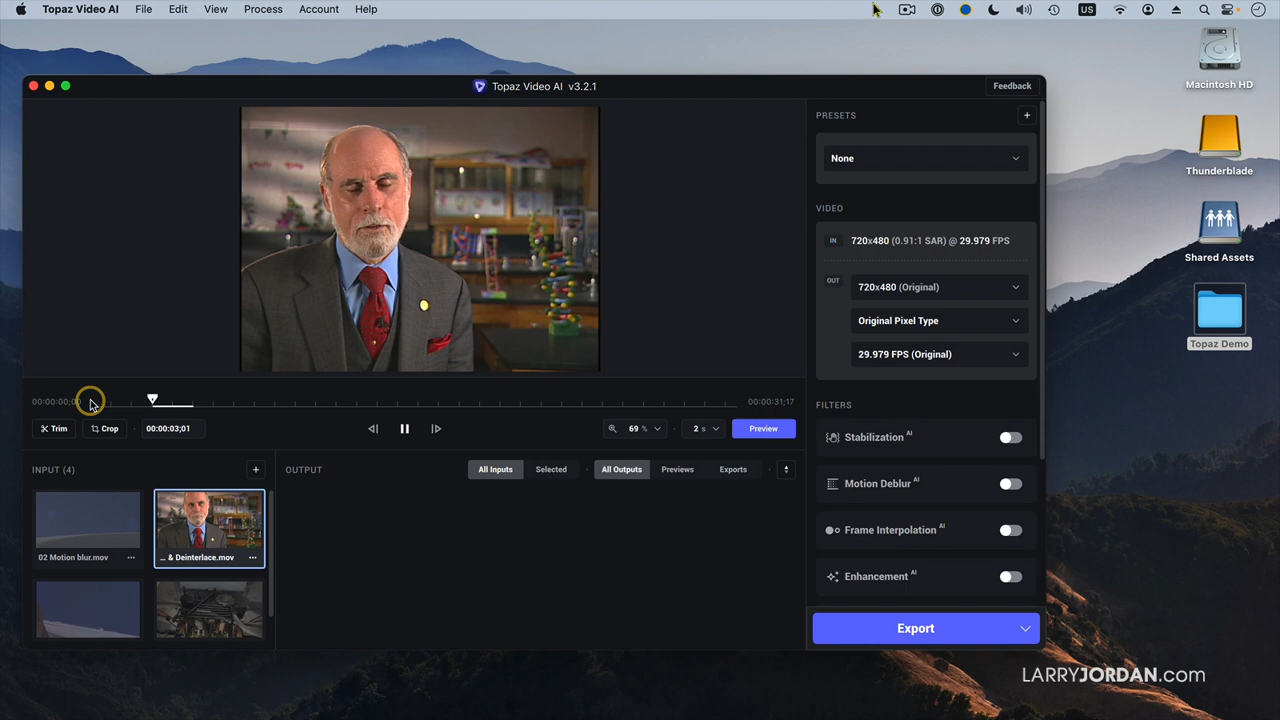 Topaz Video AI File Edit View Process Account Help
US
Topaz Video AI v3.2.1
Feedback
Macintosh HD
Thunderblade
Shared Assets
Topaz Demo
PRESETS
None
VIDEO
IN 720x480 (0.91:1 SAR) @ 29.979 FPS
OUT 720x480 (Original)
Original Pixel Type
29.979 FPS (Original)
FILTERS
Stabilization AI
Motion Deblur AI
Frame Interpolation AI
Enhancement AI
Export
00:00:00;00
00:00:31;17
Trim Crop 00:00:03;01
69 % 2 s Preview
INPUT (4)
OUTPUT All Inputs Selected All Outputs Previews Exports
02 Motion blur.mov ... & Deinterlace.mov
LARRYJORDAN.com